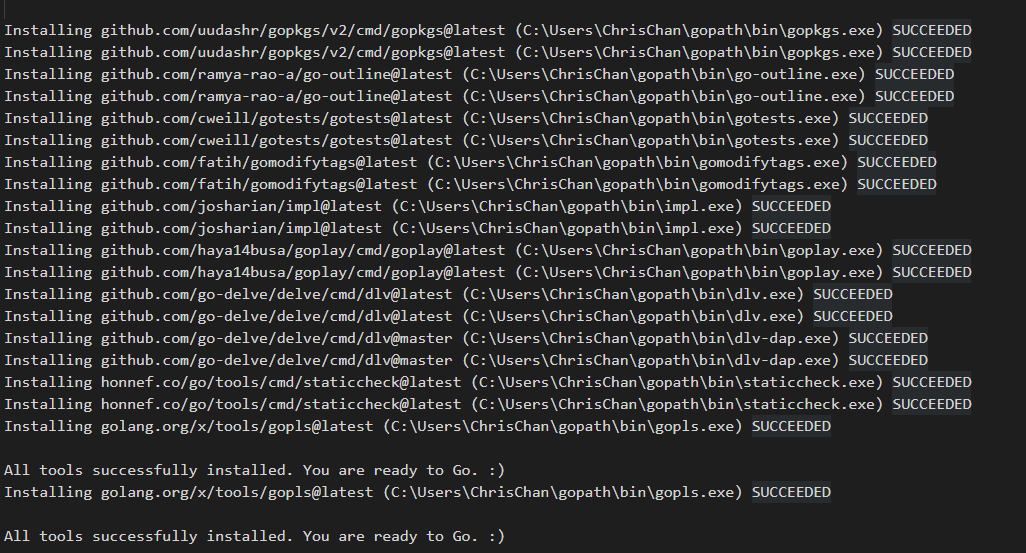 Installing github.com/uudashr/gopkgs/v2/cmd/gopkgs@latest (C:\Users\ChrisChan\gopath\bin\gopkgs.exe) SUCCEEDED
Installing github.com/uudashr/gopkgs/v2/cmd/gopkgs@latest (C:\Users\ChrisChan\gopath\bin\gopkgs.exe) SUCCEEDED
Installing github.com/ramya-rao-a/go-outline@latest (C:\Users\ChrisChan\gopath\bin\go-outline.exe) SUCCEEDED
Installing github.com/ramya-rao-a/go-outline@latest (C:\Users\ChrisChan\gopath\bin\go-outline.exe) SUCCEEDED
Installing github.com/cweill/gotests/gotests@latest (C:\Users\ChrisChan\gopath\bin\gotests.exe) SUCCEEDED
Installing github.com/cweill/gotests/gotests@latest (C:\Users\ChrisChan\gopath\bin\gotests.exe) SUCCEEDED
Installing github.com/fatih/gomodifytags@latest (C:\Users\ChrisChan\gopath\bin\gomodifytags.exe) SUCCEEDED
Installing github.com/fatih/gomodifytags@latest (C:\Users\ChrisChan\gopath\bin\gomodifytags.exe) SUCCEEDED
Installing github.com/josharian/impl@latest (C:\Users\ChrisChan\gopath\bin\impl.exe) SUCCEEDED
Installing github.com/josharian/impl@latest (C:\Users\ChrisChan\gopath\bin\impl.exe) SUCCEEDED
Installing github.com/haya14busa/goplay/cmd/goplay@latest (C:\Users\ChrisChan\gopath\bin\goplay.exe) SUCCEEDED
Installing github.com/haya14busa/goplay/cmd/goplay@latest (C:\Users\ChrisChan\gopath\bin\goplay.exe) SUCCEEDED
Installing github.com/go-delve/delve/cmd/dlv@latest (C:\Users\ChrisChan\gopath\bin\dlv.exe) SUCCEEDED
Installing github.com/go-delve/delve/cmd/dlv@latest (C:\Users\ChrisChan\gopath\bin\dlv.exe) SUCCEEDED
Installing github.com/go-delve/delve/cmd/dlv@master (C:\Users\ChrisChan\gopath\bin\dlv-dap.exe) SUCCEEDED
Installing github.com/go-delve/delve/cmd/dlv@master (C:\Users\ChrisChan\gopath\bin\dlv-dap.exe) SUCCEEDED
Installing honnef.co/go/tools/cmd/staticcheck@latest (C:\Users\ChrisChan\gopath\bin\staticcheck.exe) SUCCEEDED
Installing honnef.co/go/tools/cmd/staticcheck@latest (C:\Users\ChrisChan\gopath\bin\staticcheck.exe) SUCCEEDED
Installing golang.org/x/tools/gopls@latest (C:\Users\ChrisChan\gopath\bin\gopls.exe) SUCCEEDED
All tools successfully installed. You are ready to Go. :)
Installing golang.org/x/tools/gopls@latest (C:\Users\ChrisChan\gopath\bin\gopls.exe) SUCCEEDED
All tools successfully installed. You are ready to Go. :)